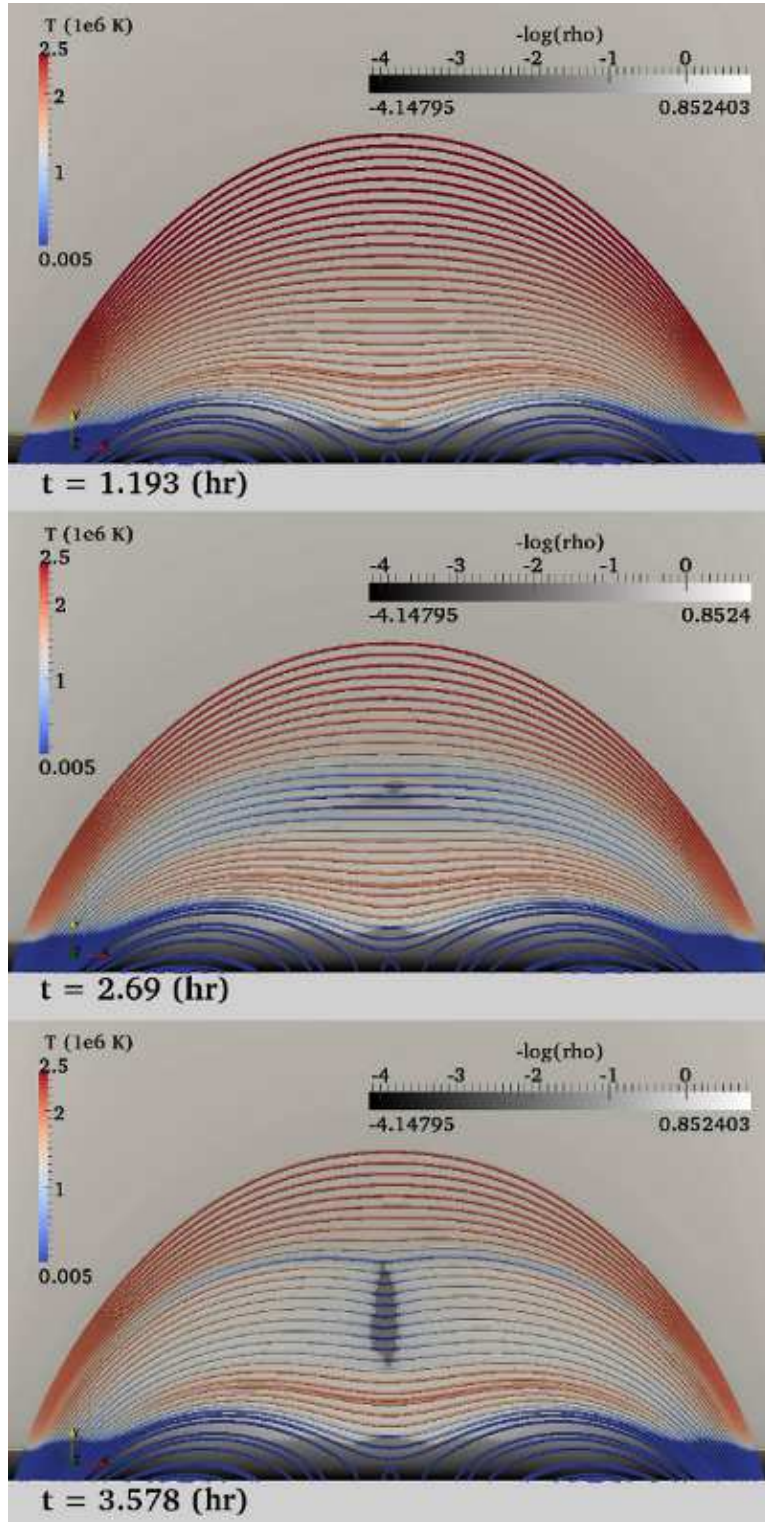 T (1e6 K)
2.5
2
1
0.005
-log(rho)
-4 -3 -2 -1 0
-4.14795 0.852403
t = 1.193 (hr)
T (1e6 K)
2.5
2
1
0.005
-log(rho)
-4 -3 -2 -1 0
-4.14795 0.8524
t = 2.69 (hr)
T (1e6 K)
2.5
2
1
0.005
-log(rho)
-4 -3 -2 -1 0
-4.14795 0.852403
t = 3.578 (hr)